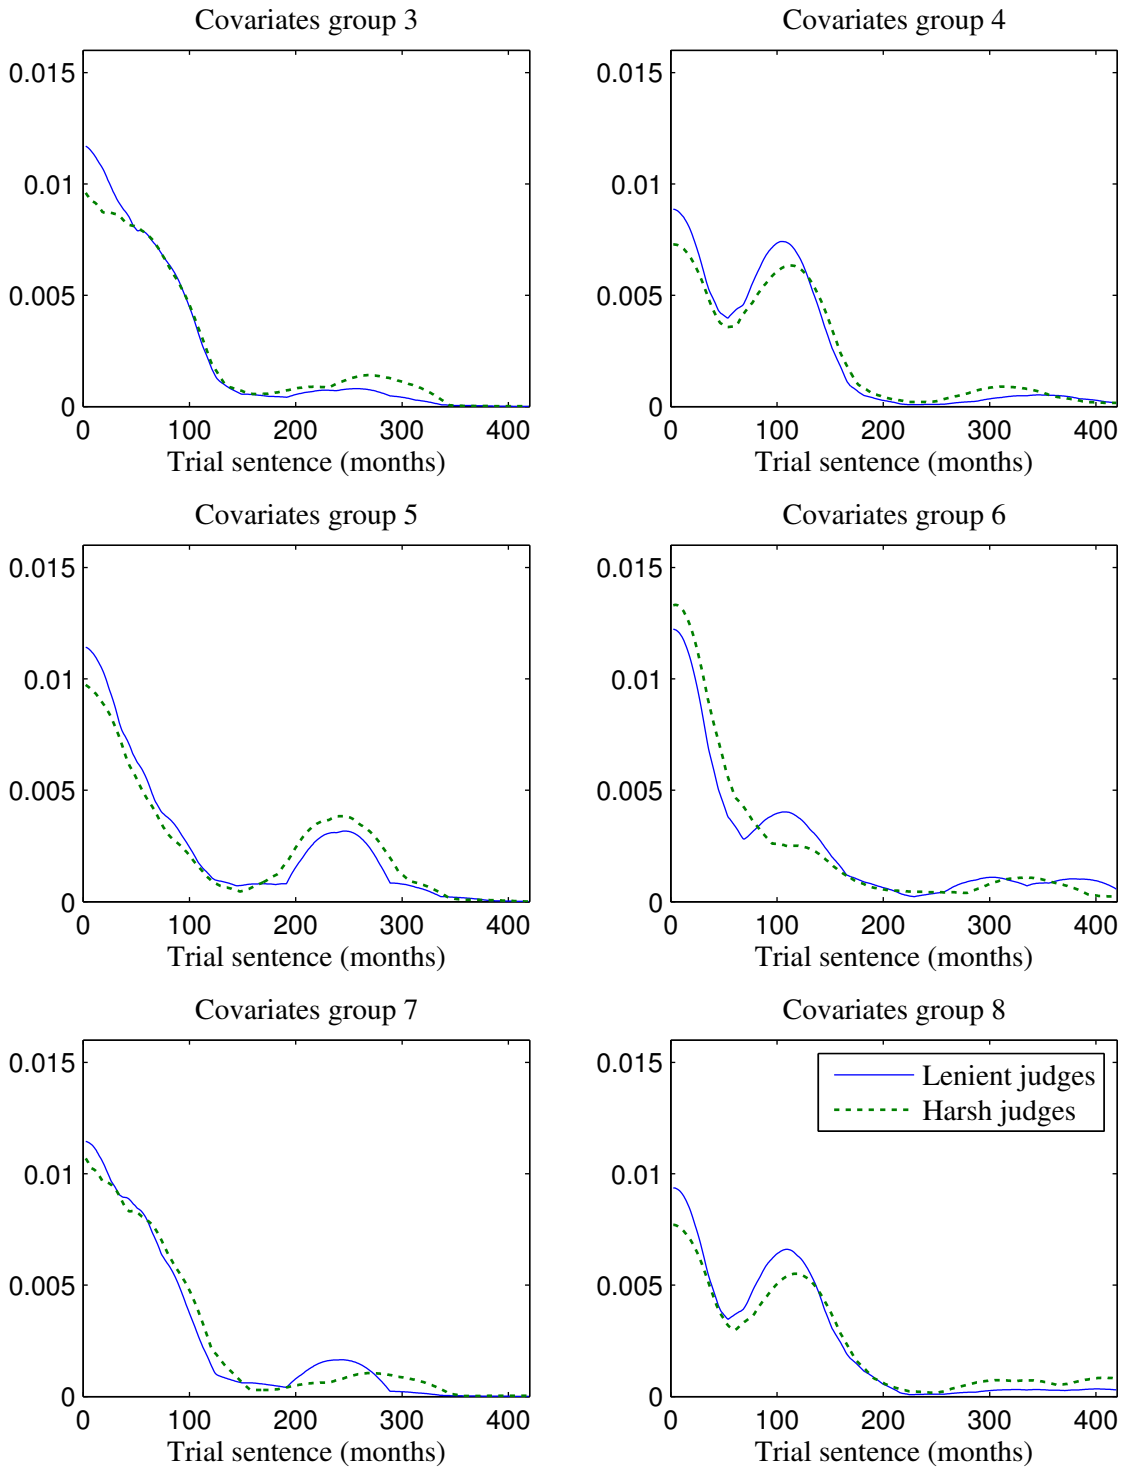 Covariates group 3
0.015
0.01
0.005
0
0 100 200 300 400
Trial sentence (months)
Covariates group 4
0.015
0.01
0.005
0
0 100 200 300 400
Trial sentence (months)
Covariates group 5
0.015
0.01
0.005
0
0 100 200 300 400
Trial sentence (months)
Covariates group 6
0.015
0.01
0.005
0
0 100 200 300 400
Trial sentence (months)
Covariates group 7
0.015
0.01
0.005
0
0 100 200 300 400
Trial sentence (months)
Covariates group 8
Lenient judges
Harsh judges
0.015
0.01
0.005
0
0 100 200 300 400
Trial sentence (months)